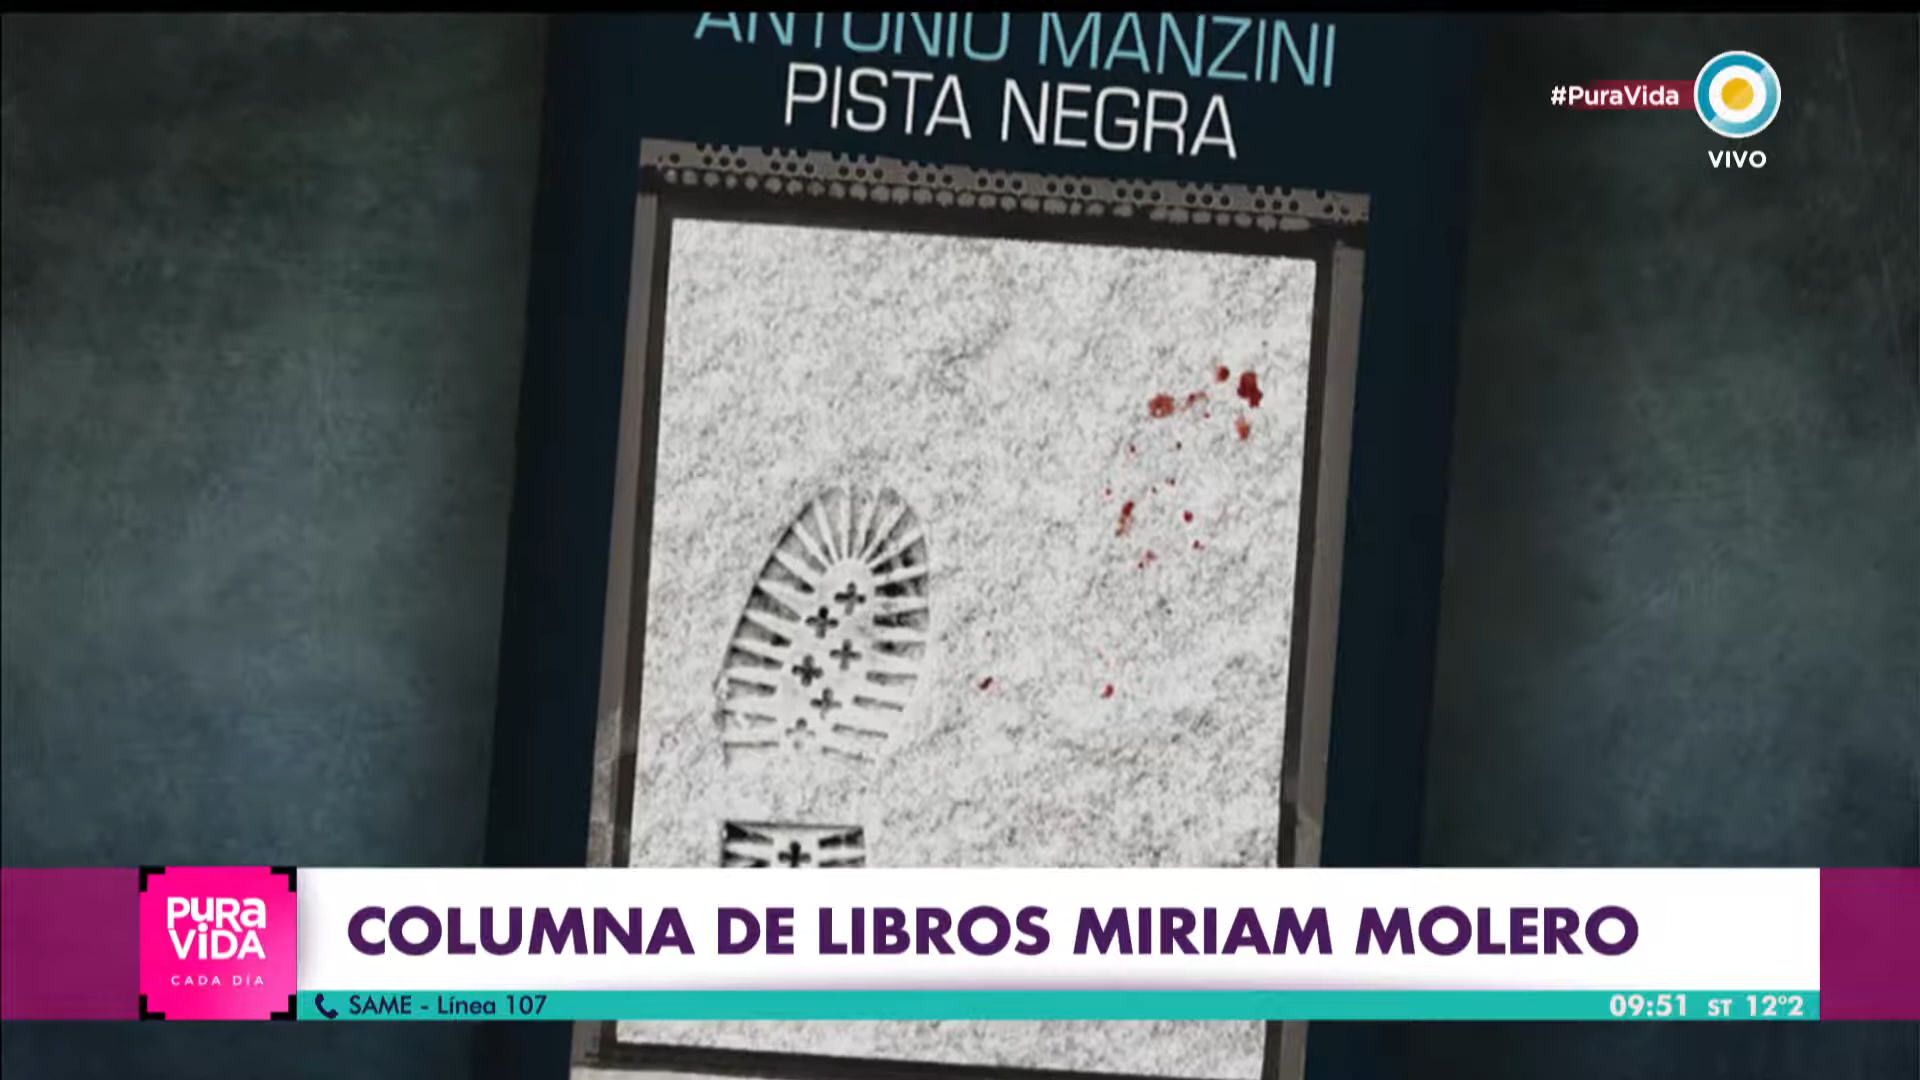 ANTONIO MANZINI
PISTA NEGRA
#PuraVida
VIVO
PURA
VIDA
CADA DÍA
COLUMNA DE LIBROS MIRIAM MOLERO
SAME - Línea 107
09:51 ST 12°2